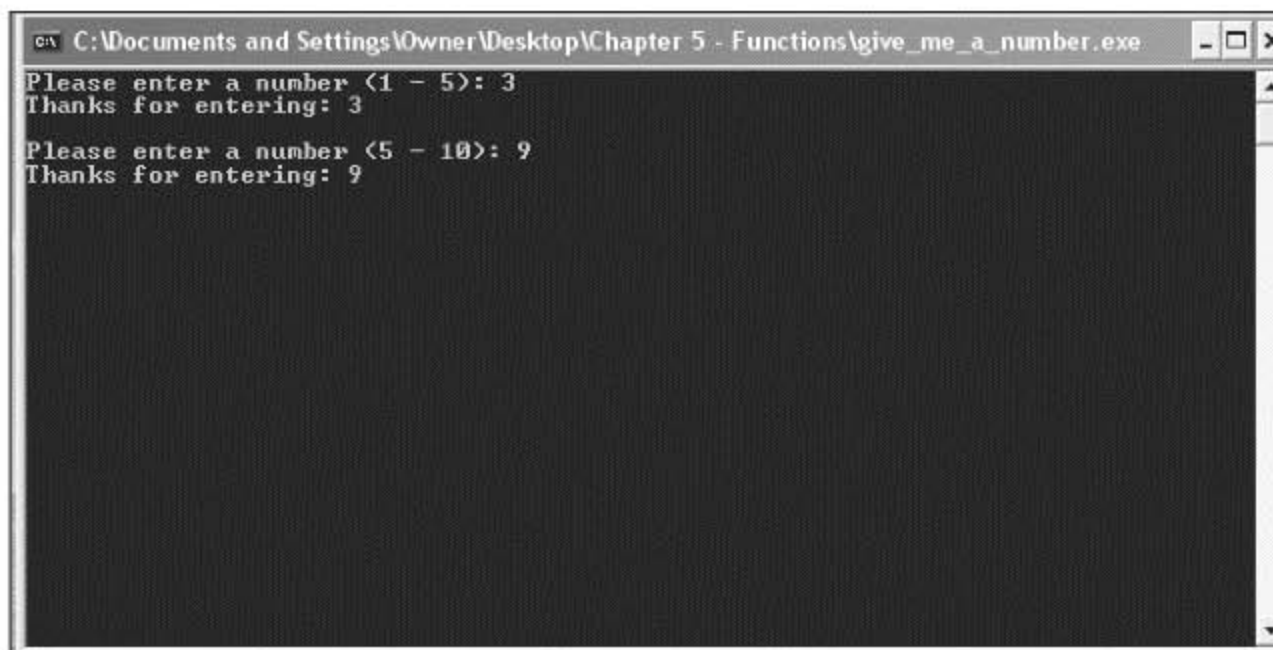 C:\Documents and Settings\Owner\Desktop\Chapter 5 - Functions\give_me_a_number.exe
Please enter a number (1 - 5): 3
Thanks for entering: 3
Please enter a number (5 - 10): 9
Thanks for entering: 9